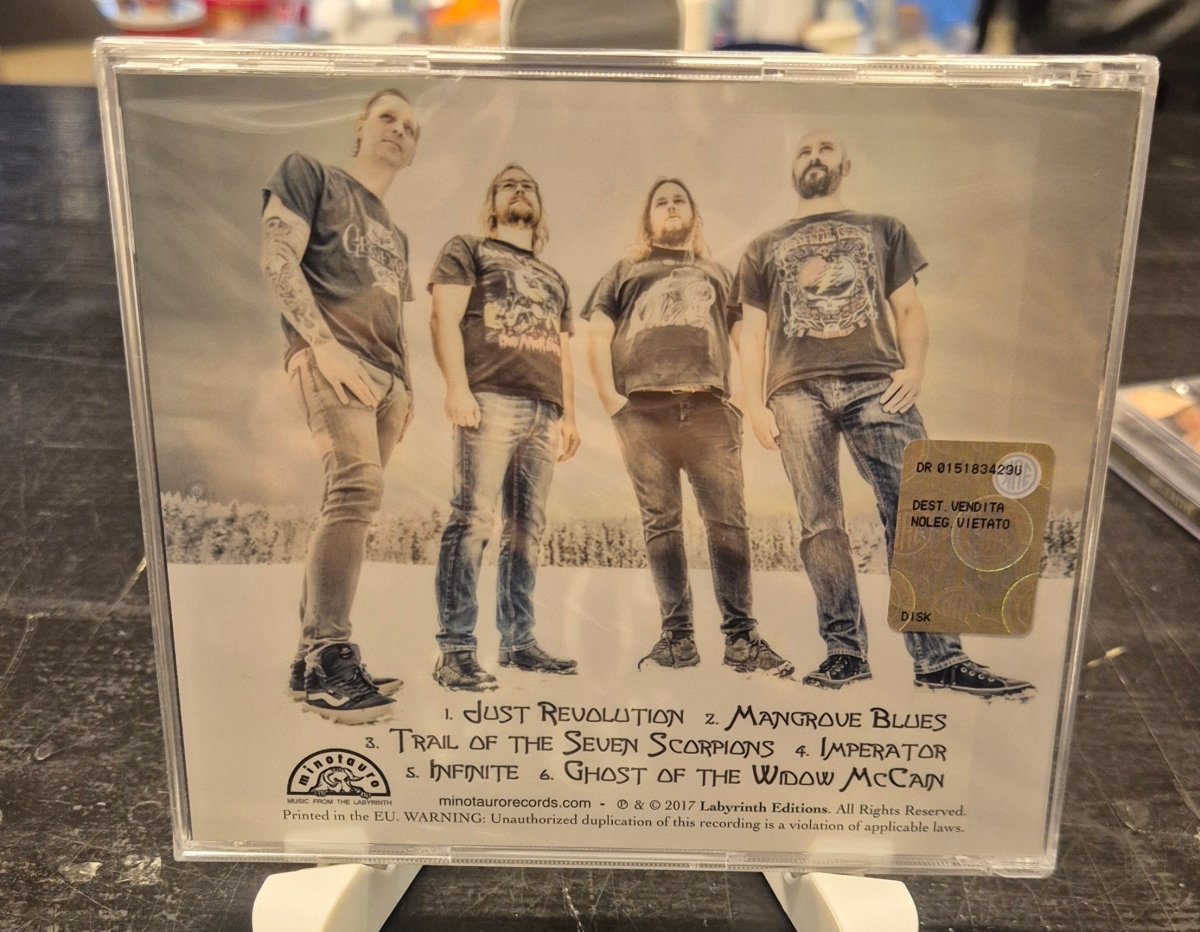 DR 0151834290
DEST.VENDITA
NOLEG.VIETATO
DISK
1. Just Revolution 2. Mangrove Blues
3. Trail of the Seven Scorpions 4. Imperator
5. Infinite 6. Ghost of the Widow McCain
minotauro
MUSIC FROM THE LABYRINTH
minotaurorecords.com - ℗ & © 2017 Labyrinth Editions. All Rights Reserved.
Printed in the EU. WARNING: Unauthorized duplication of this recording is a violation of applicable laws.